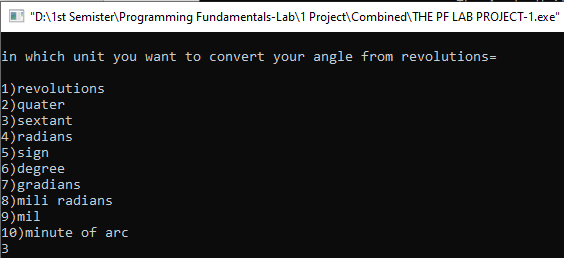 "D:\1st Semister\Programming Fundamentals-Lab\1 Project\Combined\THE PF LAB PROJECT-1.exe"
in which unit you want to convert your angle from revolutions=
1)revolutions
2)quater
3)sextant
4)radians
5)sign
6)degree
7)gradians
8)mili radians
9)mil
10)minute of arc
3